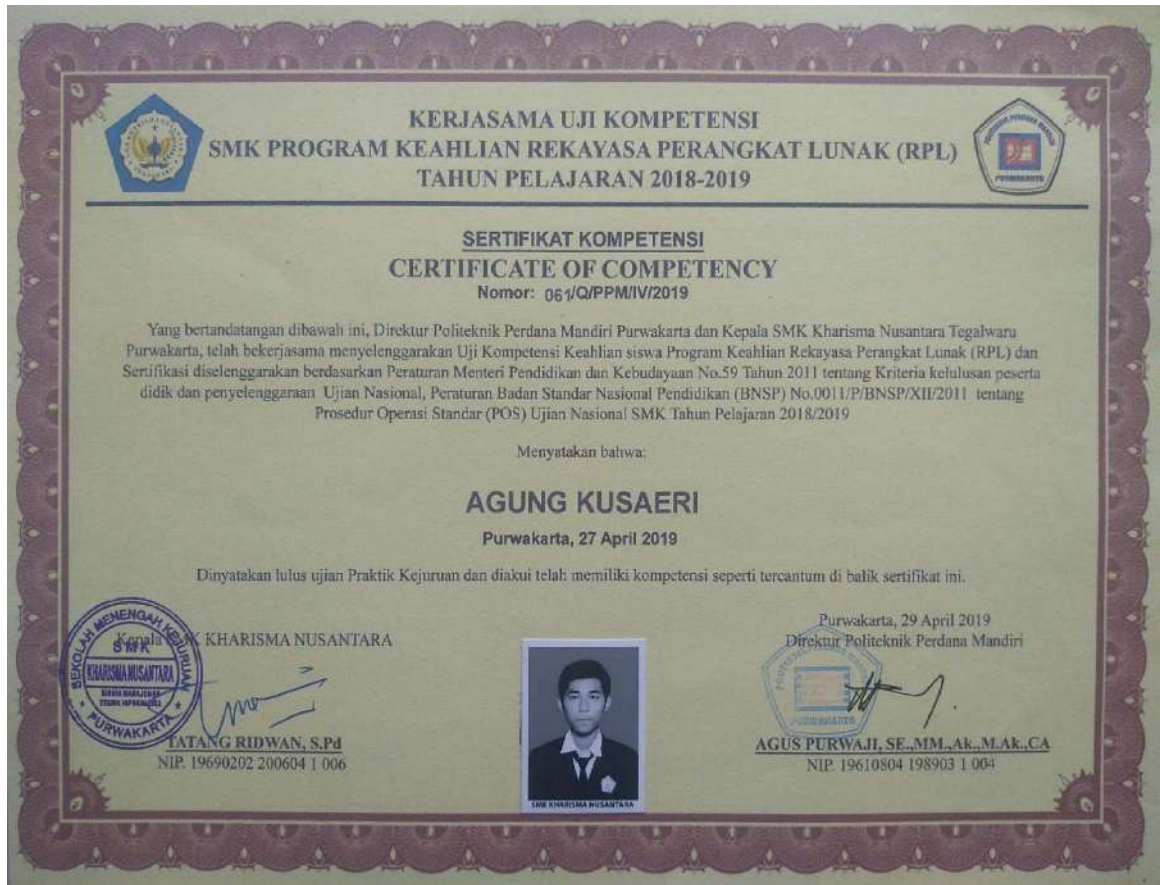 KERJASAMA UJI KOMPETENSI
SMK PROGRAM KEAHLIAN REKAYASA PERANGKAT LUNAK (RPL)
TAHUN PELAJARAN 2018-2019
PURWAKARTA
SERTIFIKAT KOMPETENSI
CERTIFICATE OF COMPETENCY
Nomor: 061/Q/PPM/IV/2019
Yang bertandatangan dibawah ini, Direktur Politeknik Perdana Mandiri Purwakarta dan Kepala SMK Kharisma Nusantara Tegalwaru
Purwakarta, telah bekerjasama menyelenggarakan Uji Kompetensi Keahlian siswa Program Keahlian Rekayasa Perangkat Lunak (RPL) dan
Sertifikasi diselenggarakan berdasarkan Peraturan Menteri Pendidikan dan Kebudayaan No.59 Tahun 2011 tentang Kriteria kelulusan peserta
didik dan penyelenggaraan Ujian Nasional, Peraturan Badan Standar Nasional Pendidikan (BNSP) No.0011/P/BNSP/XII/2011 tentang
Prosedur Operasi Standar (POS) Ujian Nasional SMK Tahun Pelajaran 2018/2019
Menyatakan bahwa:
AGUNG KUSAERI
Purwakarta, 27 April 2019
Dinyatakan lulus ujian Praktik Kejuruan dan diakui telah memiliki kompetensi seperti tercantum di balik sertifikat ini.
Kepala SMK KHARISMA NUSANTARA
SEKOLAH MENENGAH KEJURUAN
SMK
KHARISMA NUSANTARA
PURWAKARTA
TATANG RIDWAN, S.Pd
NIP. 19690202 200604 1 006
SMK KHARISMA NUSANTARA
Purwakarta, 29 April 2019
Direktur Politeknik Perdana Mandiri
PURWAKARTA
AGUS PURWAJI, SE.,MM.,Ak.,M.Ak.,CA
NIP. 19610804 198903 1 004